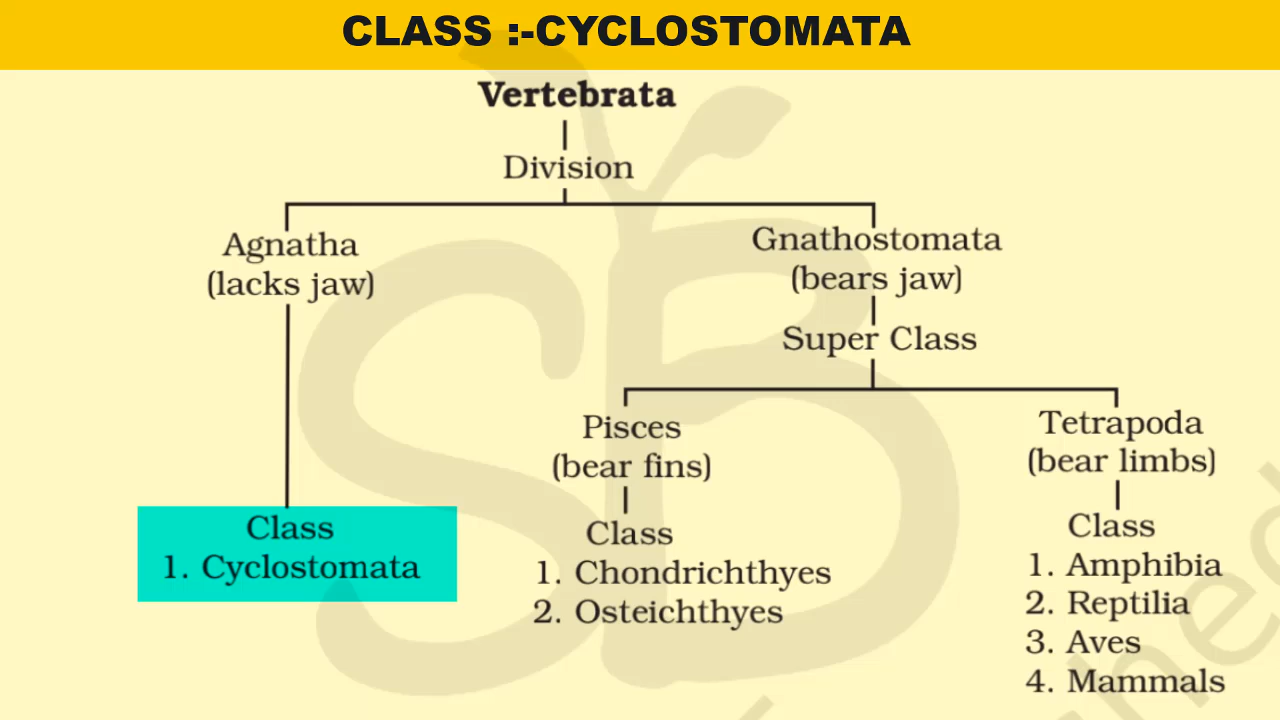 CLASS :-CYCLOSTOMATA
Vertebrata
Division
Agnatha
(lacks jaw)
Gnathostomata
(bears jaw)
Super Class
Pisces
(bear fins)
Tetrapoda
(bear limbs)
Class
1. Cyclostomata
Class
1. Chondrichthyes
2. Osteichthyes
Class
1. Amphibia
2. Reptilia
3. Aves
4. Mammals